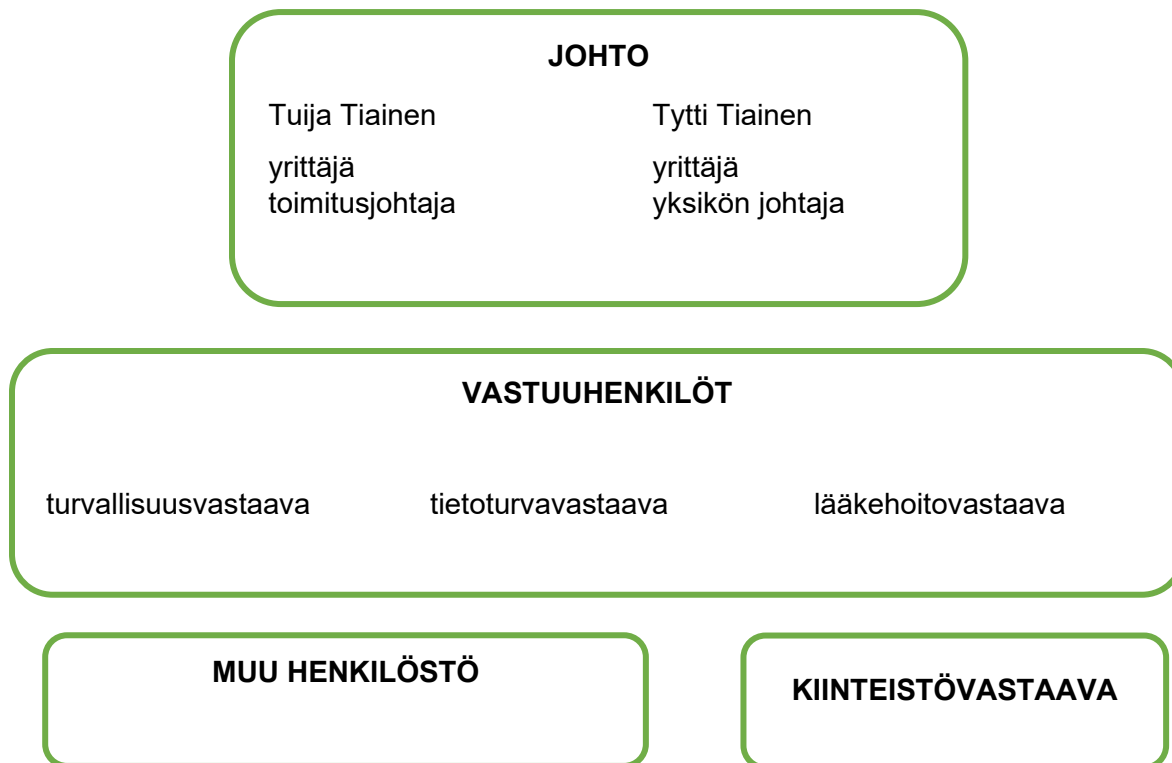 JOHTO
Tuija Tiainen Tytti Tiainen
yrittäjä yrittäjä
toimitusjohtaja yksikön johtaja
VASTUUHENKILÖT
turvallisuusvastaava tietoturvavastaava lääkehoitovastaava
MUU HENKILÖSTÖ
KIINTEISTÖVASTAAVA